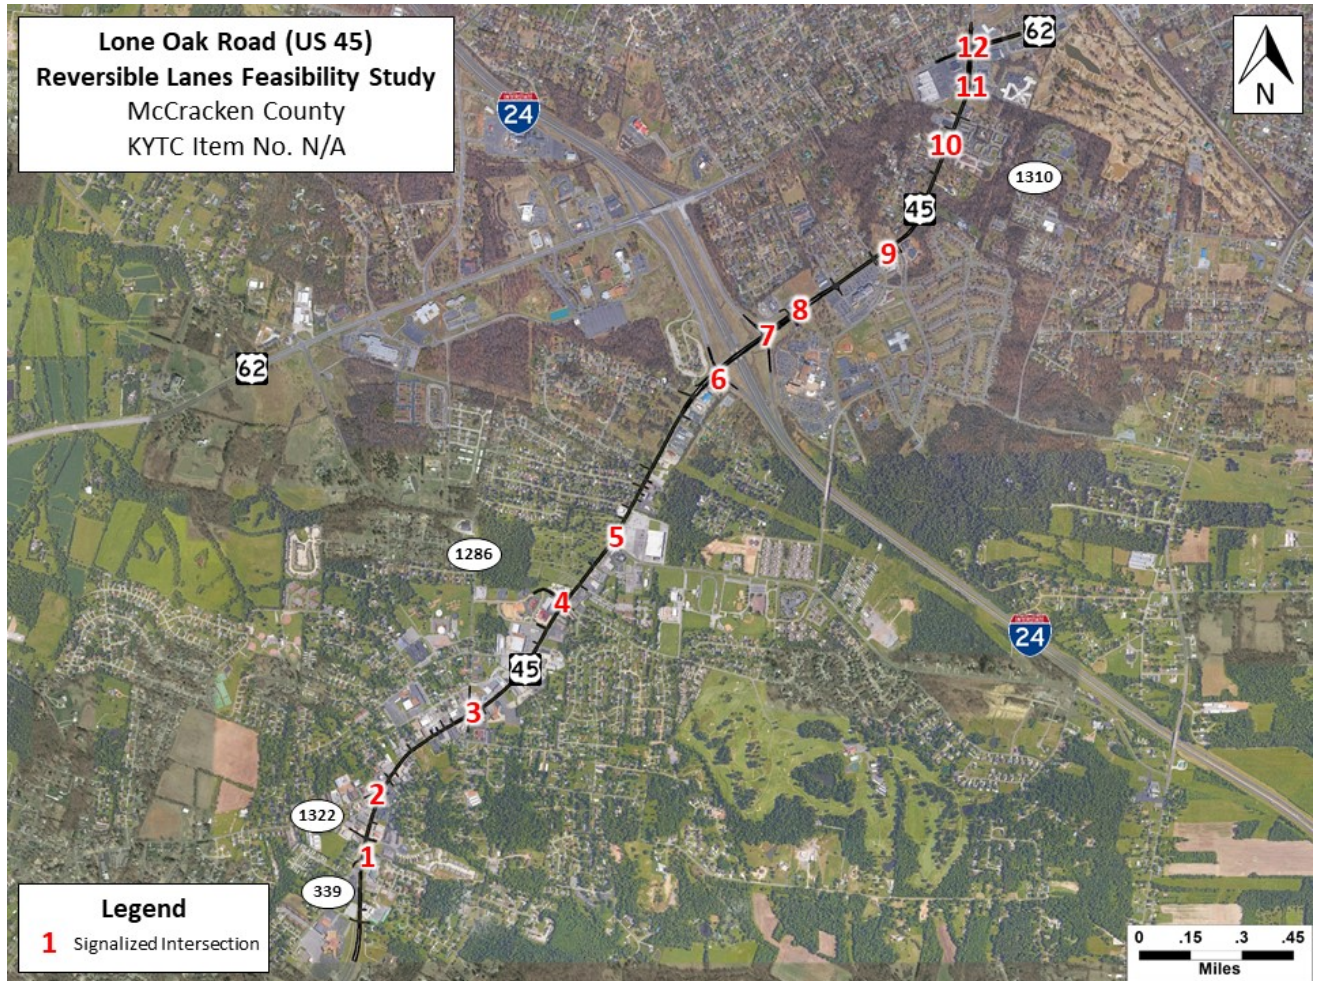 Lone Oak Road (US 45)
Reversible Lanes Feasibility Study
McCracken County
KYTC Item No. N/A
N
62
12
11
INTERSTATE
24
10
1310
45
9
8
7
62
6
5
1286
4
INTERSTATE
24
45
3
2
1322
1
339
Legend
1 Signalized Intersection
0 .15 .3 .45
Miles